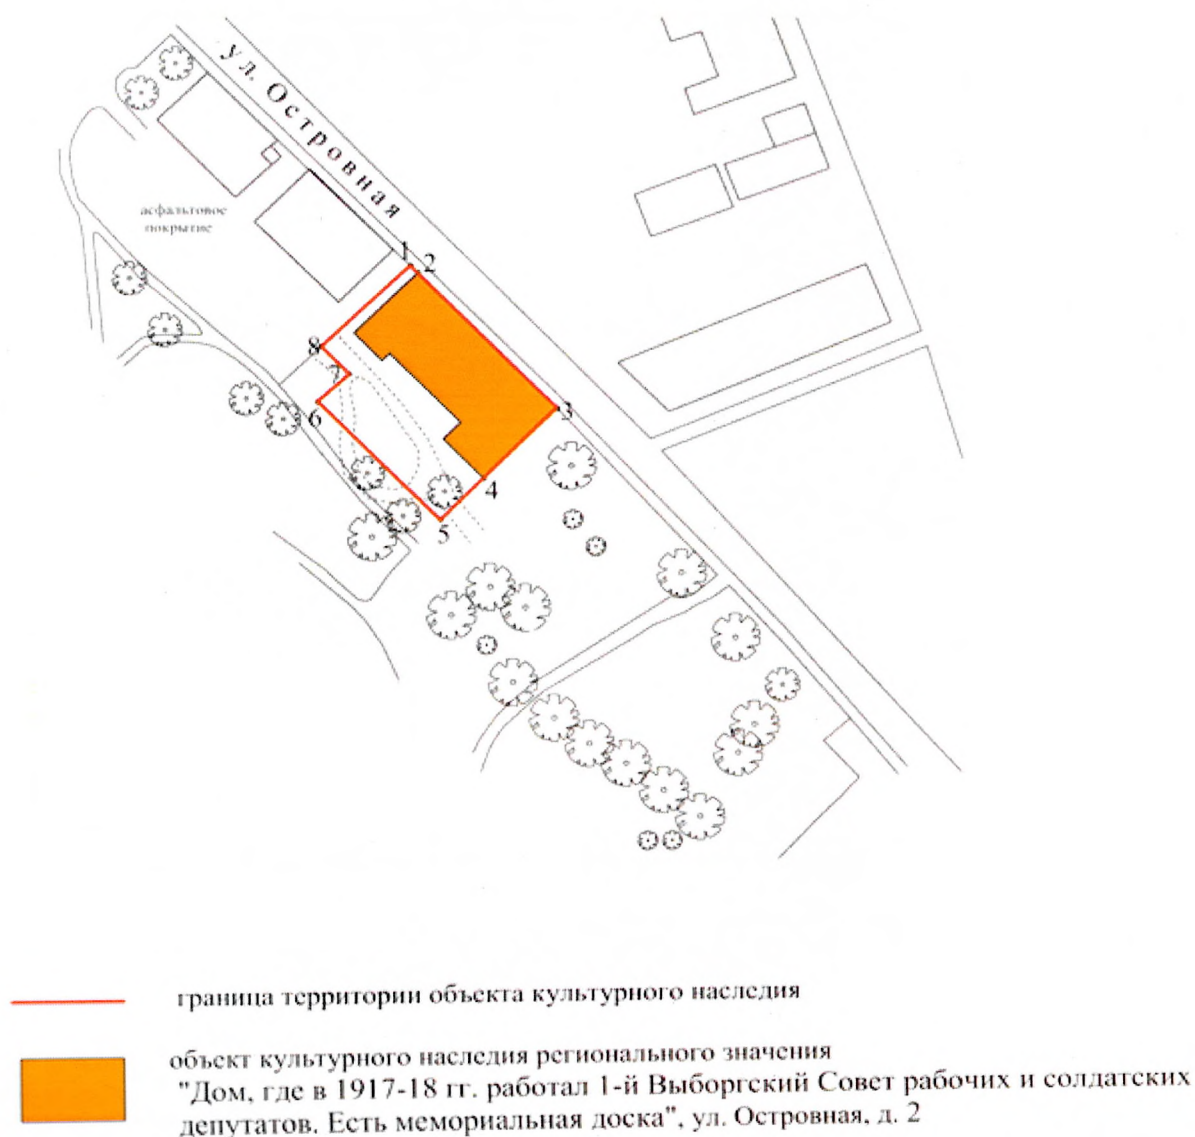 ул. Островная
асфальтовое
покрытие
1
2
8
7
6
3
4
5
граница территории объекта культурного наследия
объект культурного наследия регионального значения
"Дом, где в 1917-18 гг. работал 1-й Выборгский Совет рабочих и солдатских
депутатов. Есть мемориальная доска", ул. Островная, д. 2